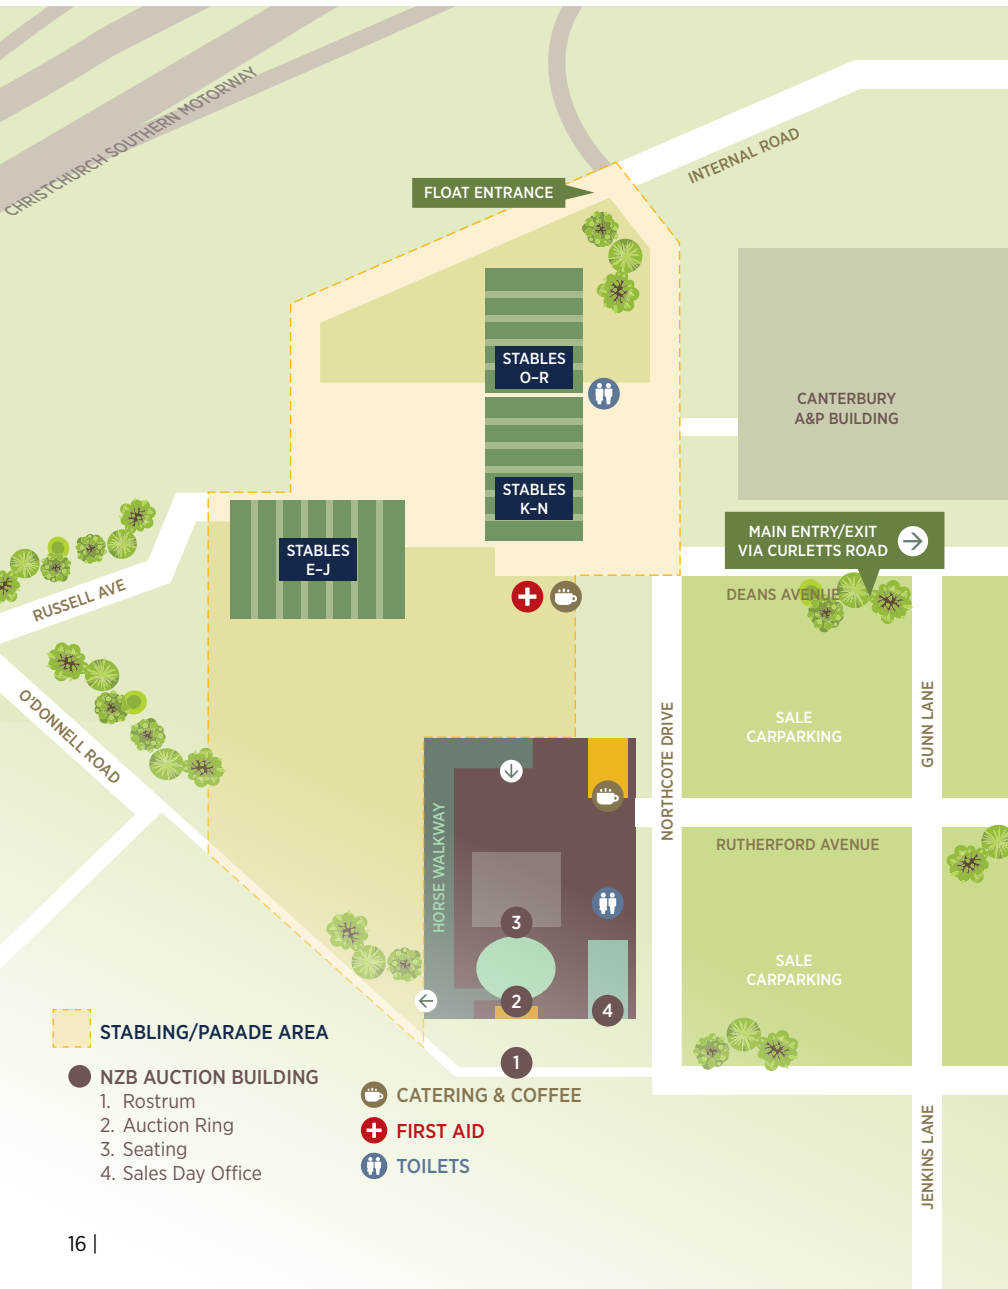 CHRISTCHURCH SOUTHERN MOTORWAY
INTERNAL ROAD
FLOAT ENTRANCE
STABLES
O–R
CANTERBURY
A&P BUILDING
STABLES
K–N
MAIN ENTRY/EXIT
VIA CURLETTS ROAD
STABLES
E–J
RUSSELL AVE
DEANS AVENUE
O'DONNELL ROAD
NORTHCOTE DRIVE
GUNN LANE
SALE
CARPARKING
HORSE WALKWAY
RUTHERFORD AVENUE
3
SALE
CARPARKING
2
4
1
STABLING/PARADE AREA
NZB AUCTION BUILDING
1. Rostrum
2. Auction Ring
3. Seating
4. Sales Day Office
CATERING & COFFEE
FIRST AID
TOILETS
JENKINS LANE
16 |